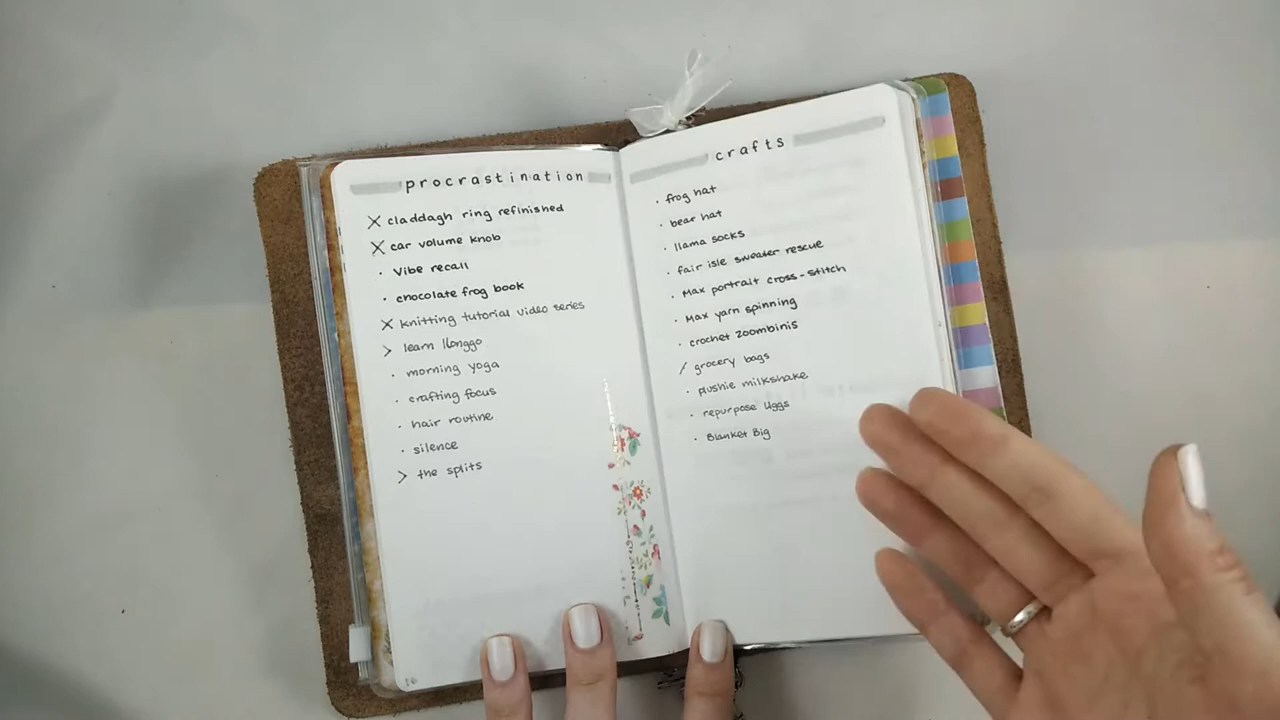 procrastination
X claddagh ring refinished
X car volume knob
· Vibe recall
· chocolate frog book
X knitting tutorial video series
> learn Ilonggo
· morning yoga
· crafting focus
· hair routine
· silence
> the splits
crafts
· frog hat
· bear hat
· llama socks
· fair isle sweater rescue
· Max portrait cross-stitch
· Max yarn spinning
· crochet zoombinis
/ grocery bags
· plushie milkshake
· repurpose Uggs
· Blanket Big